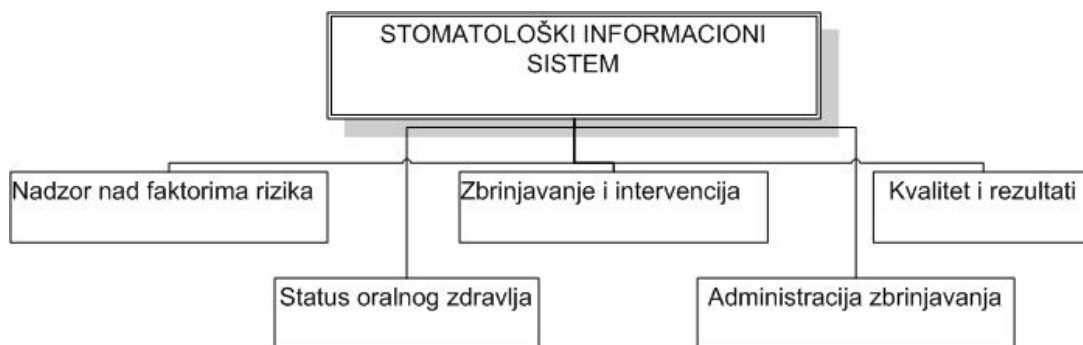 STOMATOLOŠKI INFORMACIONI
SISTEM
Nadzor nad faktorima rizika
Zbrinjavanje i intervencija
Kvalitet i rezultati
Status oralnog zdravlja
Administracija zbrinjavanja